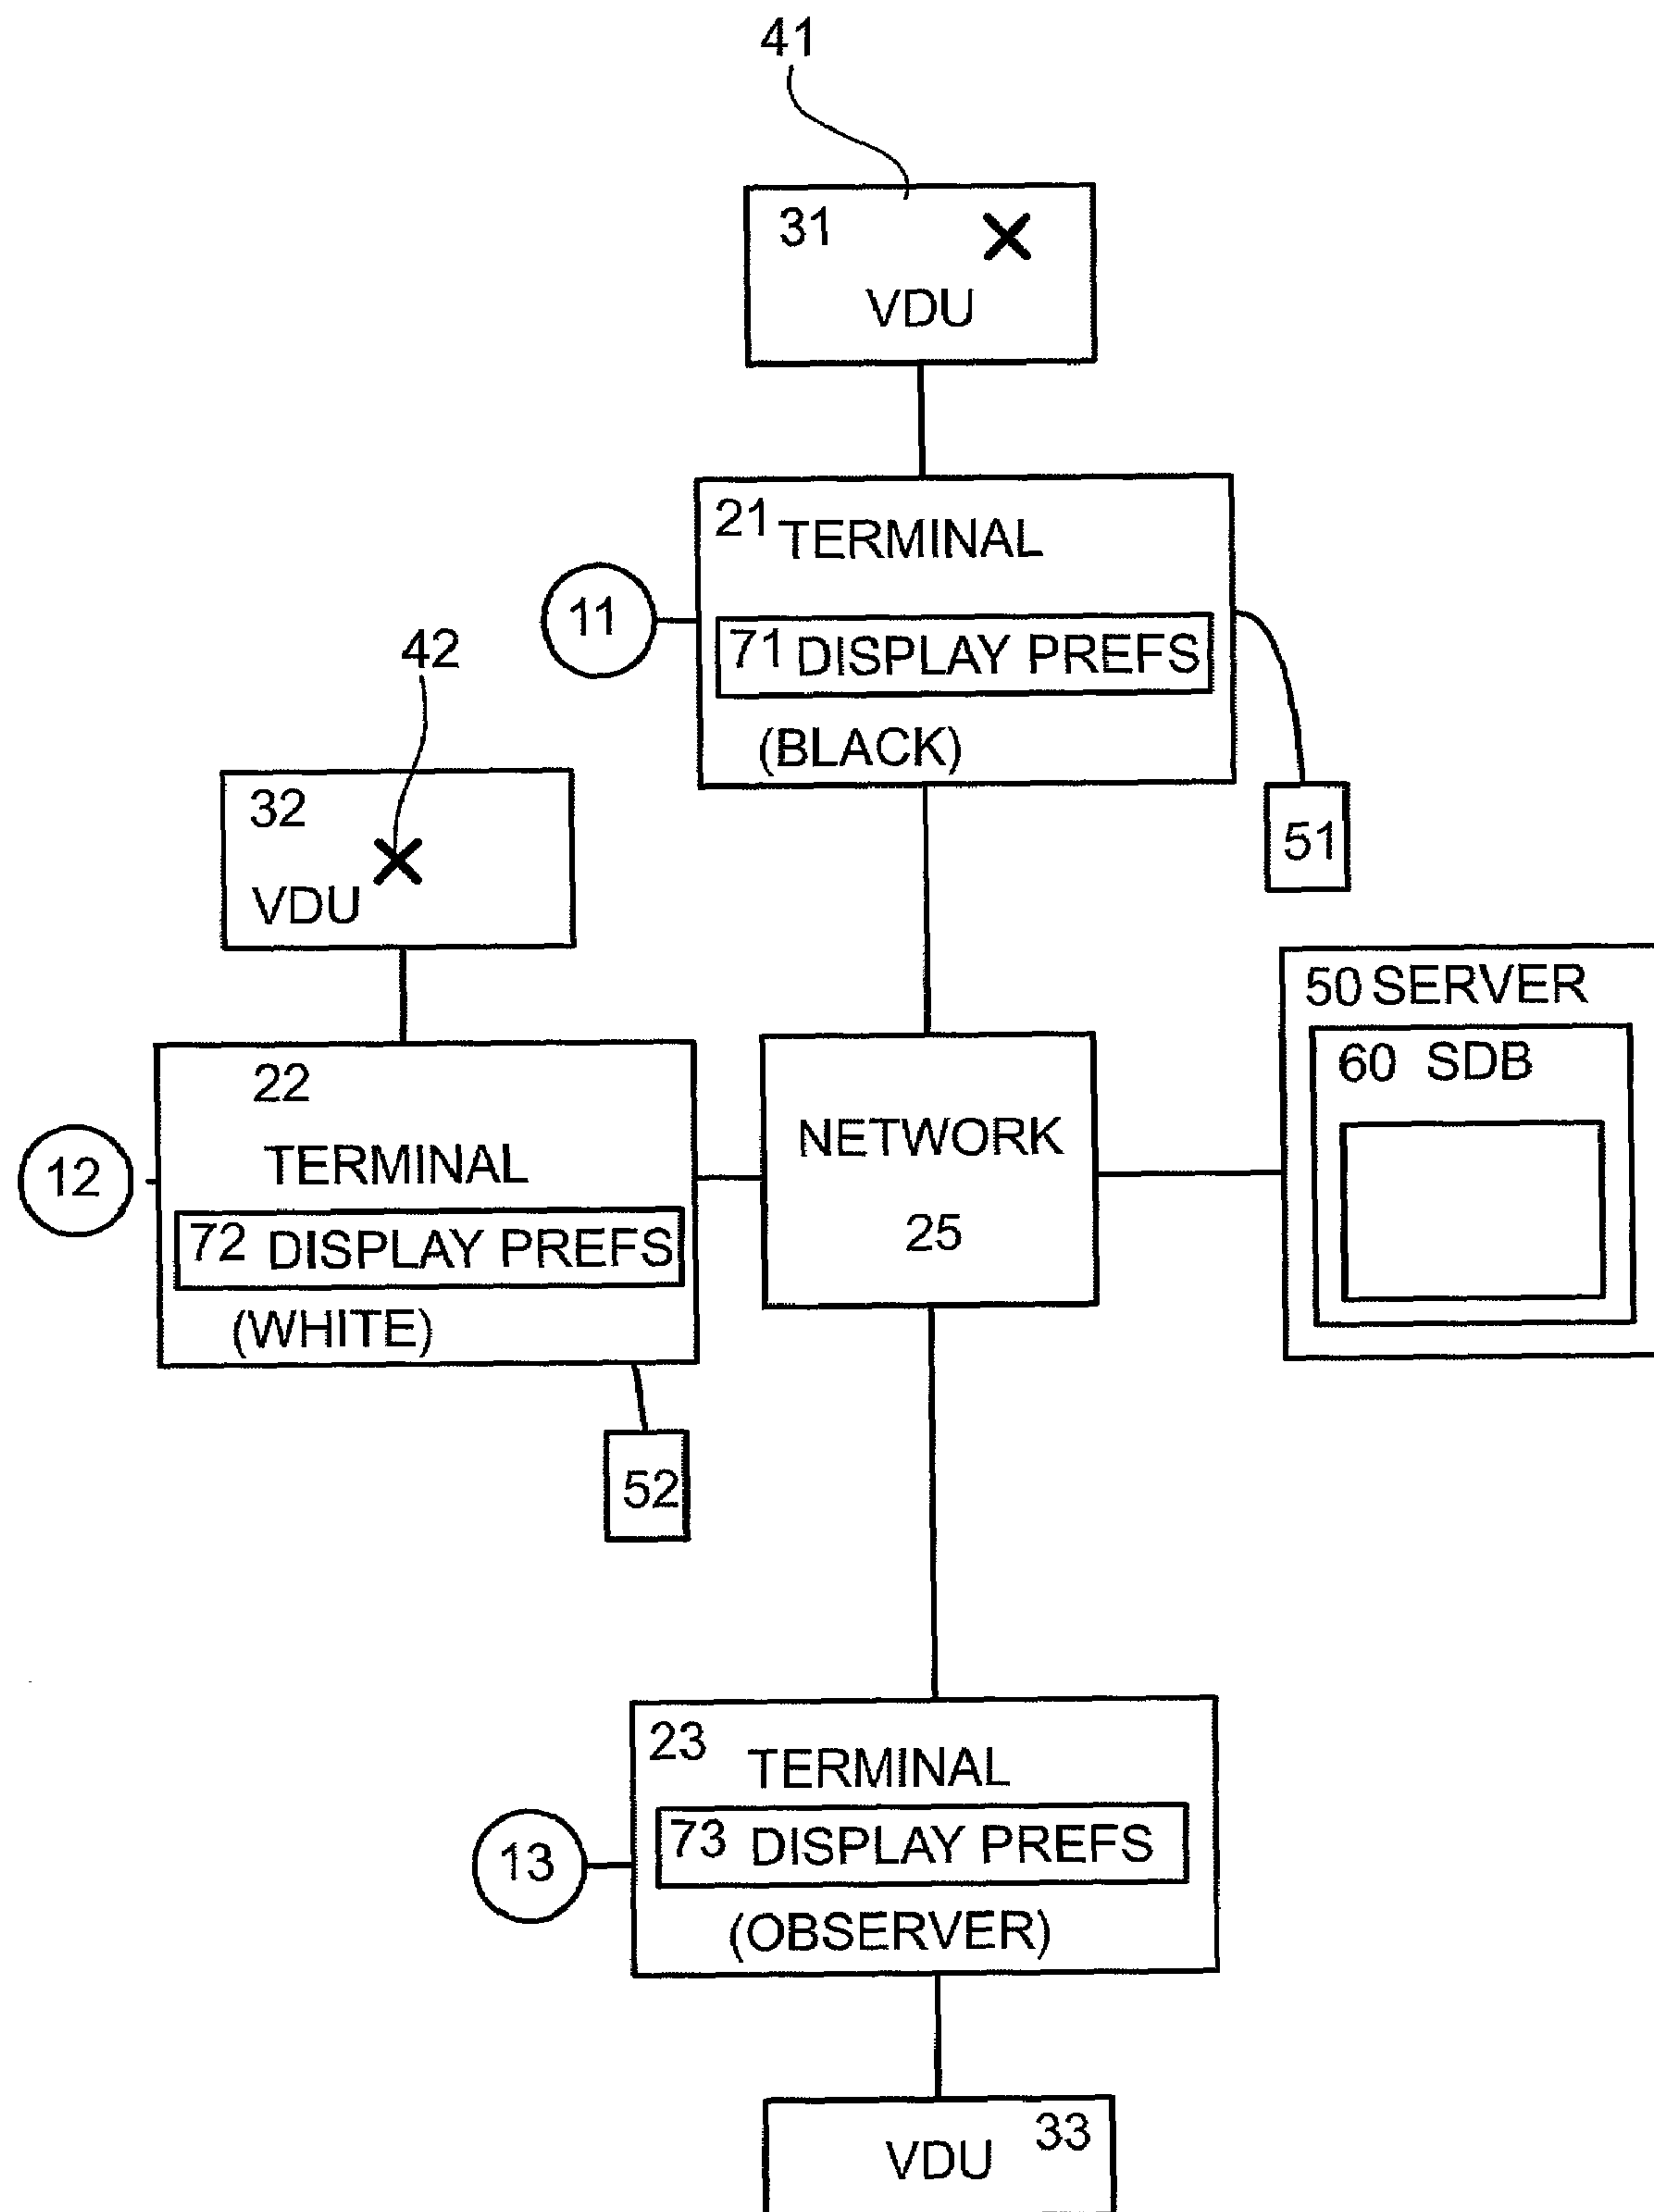 41
31
VDU
21 TERMINAL
11
71 DISPLAY PREFS
(BLACK)
51
42
32
VDU
22
TERMINAL
12
72 DISPLAY PREFS
(WHITE)
52
NETWORK
25
50 SERVER
60 SDB
23
TERMINAL
13
73 DISPLAY PREFS
(OBSERVER)
VDU 33